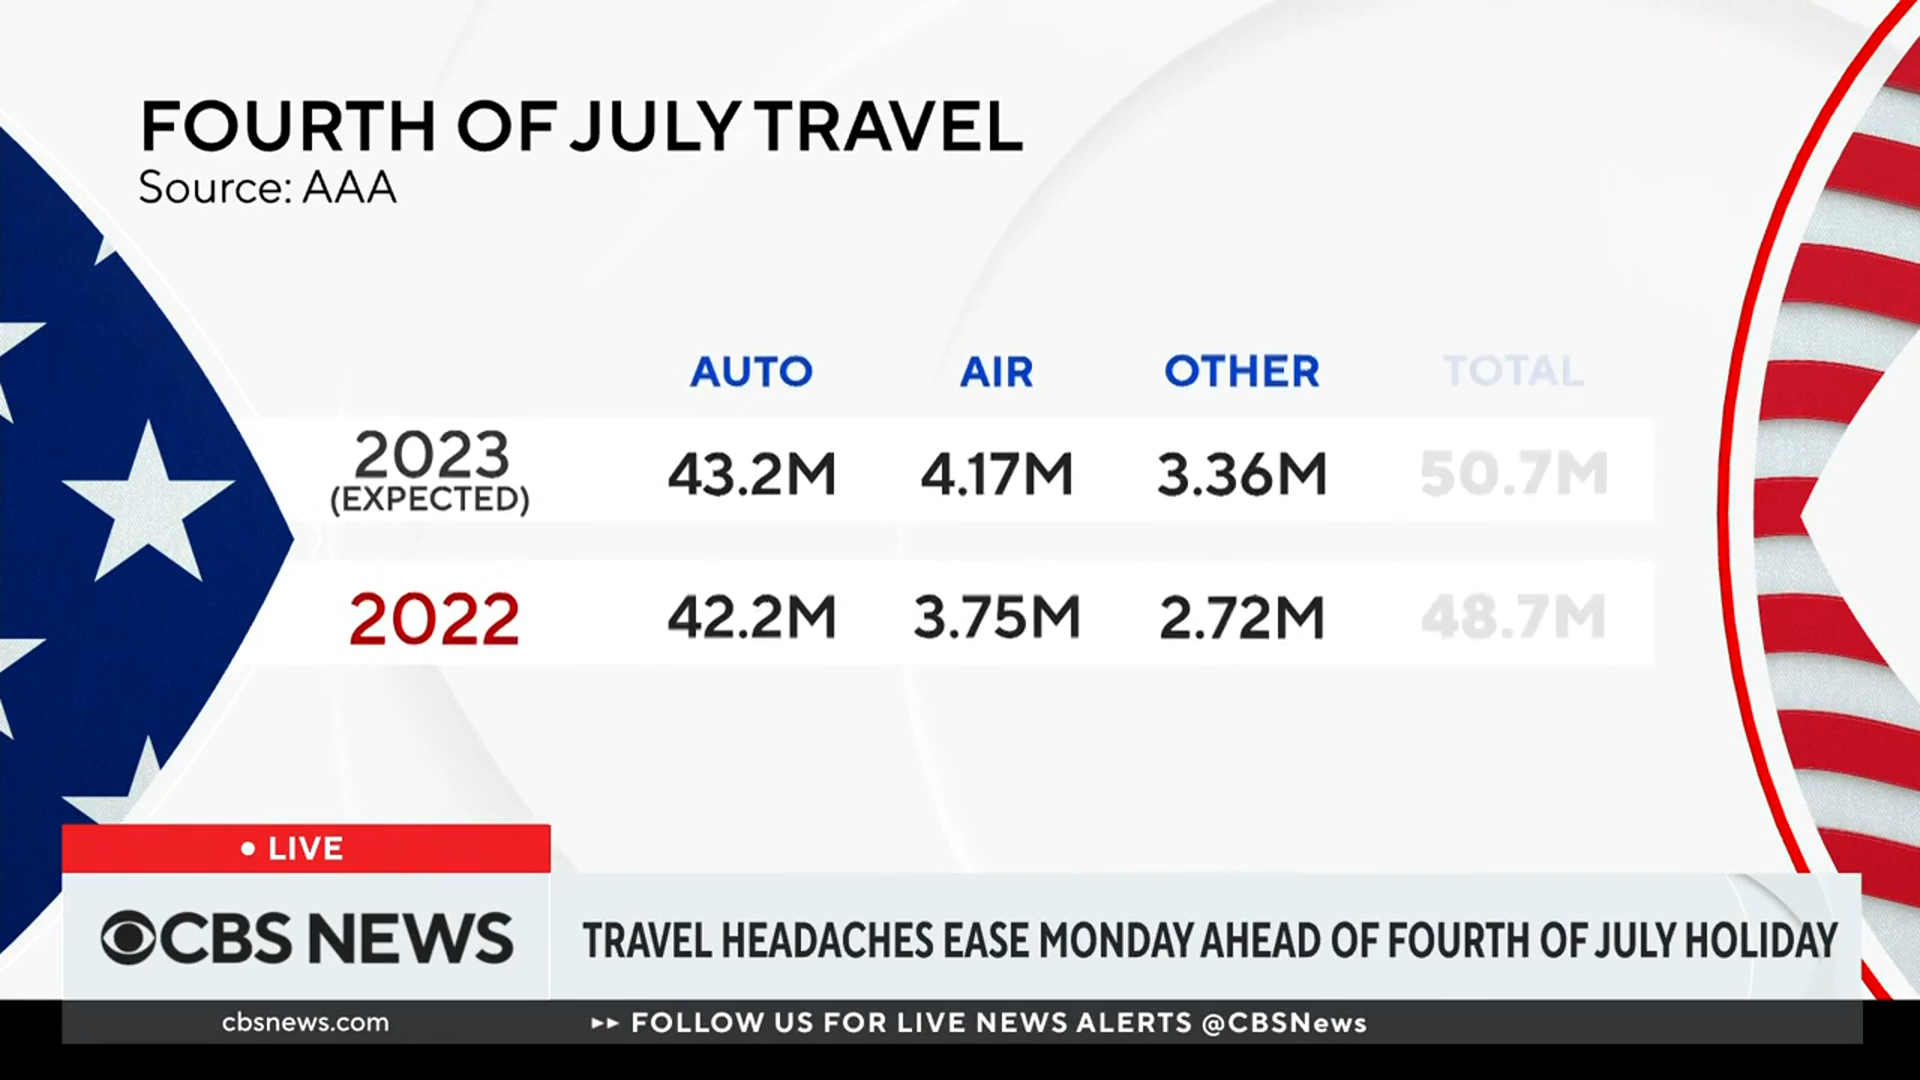 FOURTH OF JULY TRAVEL
Source: AAA
AUTO AIR OTHER TOTAL
2023 43.2M 4.17M 3.36M 50.7M
(EXPECTED)
2022 42.2M 3.75M 2.72M 48.7M
• LIVE
CBS NEWS
TRAVEL HEADACHES EASE MONDAY AHEAD OF FOURTH OF JULY HOLIDAY
cbsnews.com
FOLLOW US FOR LIVE NEWS ALERTS @CBSNews